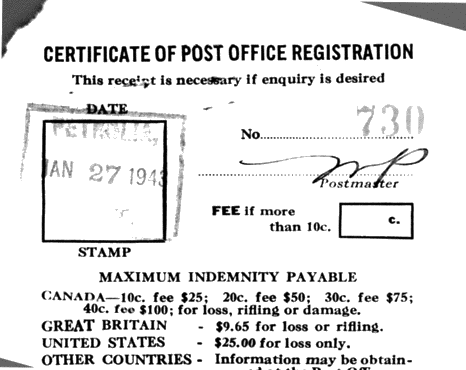 CERTIFICATE OF POST OFFICE REGISTRATION
This receipt is necessary if enquiry is desired
DATE
PETROLIA,
JAN 27 1943
STAMP
No. 730
Postmaster
FEE if more
than 10c. c.
MAXIMUM INDEMNITY PAYABLE
CANADA—10c. fee $25; 20c. fee $50; 30c. fee $75;
40c. fee $100; for loss, rifling or damage.
GREAT BRITAIN - $9.65 for loss or rifling.
UNITED STATES - $25.00 for loss only.
OTHER COUNTRIES - Information may be obtain-